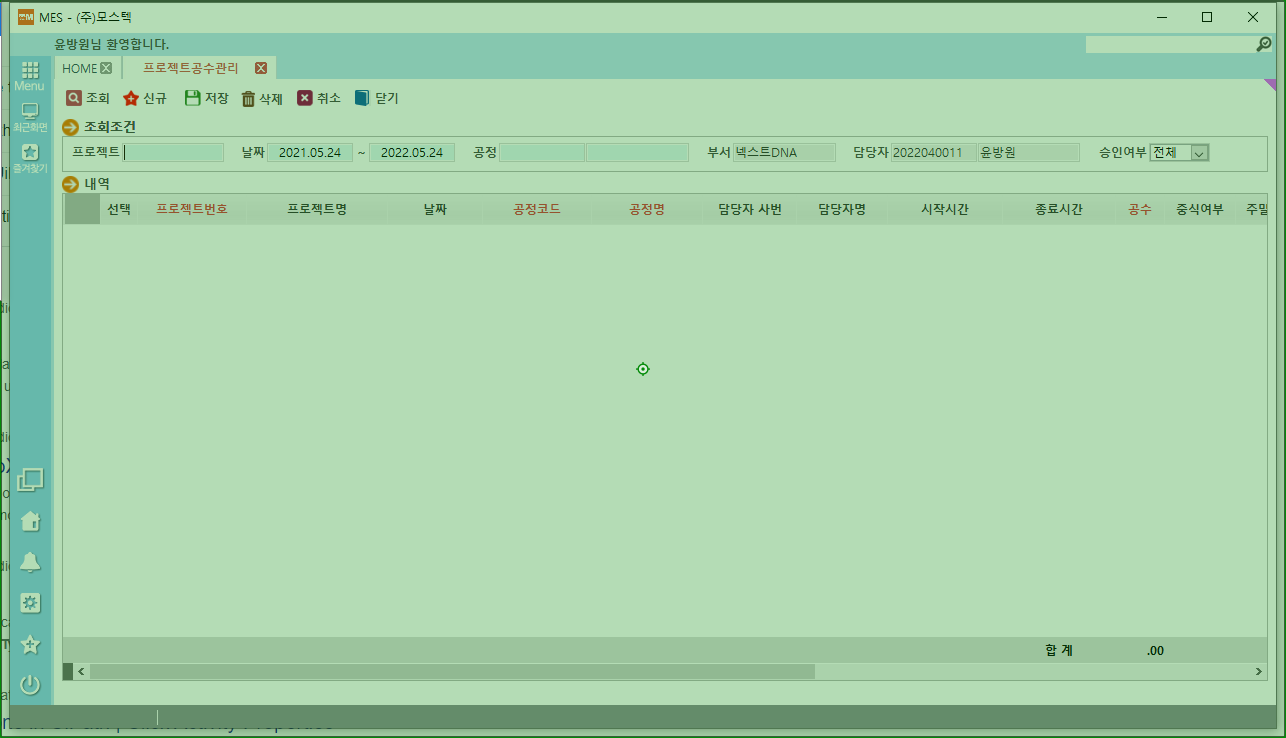 MES - (주)모스텍
윤방원님 환영합니다.
Menu
최근화면
즐겨찾기
HOME
프로젝트공수관리
조회 신규 저장 삭제 취소 닫기
조회조건
프로젝트 날짜 2021.05.24 ~ 2022.05.24 공정 부서 넥스트DNA 담당자 2022040011 윤방원 승인여부 전체
내역
선택 프로젝트번호 프로젝트명 날짜 공정코드 공정명 담당자 사번 담당자명 시작시간 종료시간 공수 중식여부 주말
합 계 .00